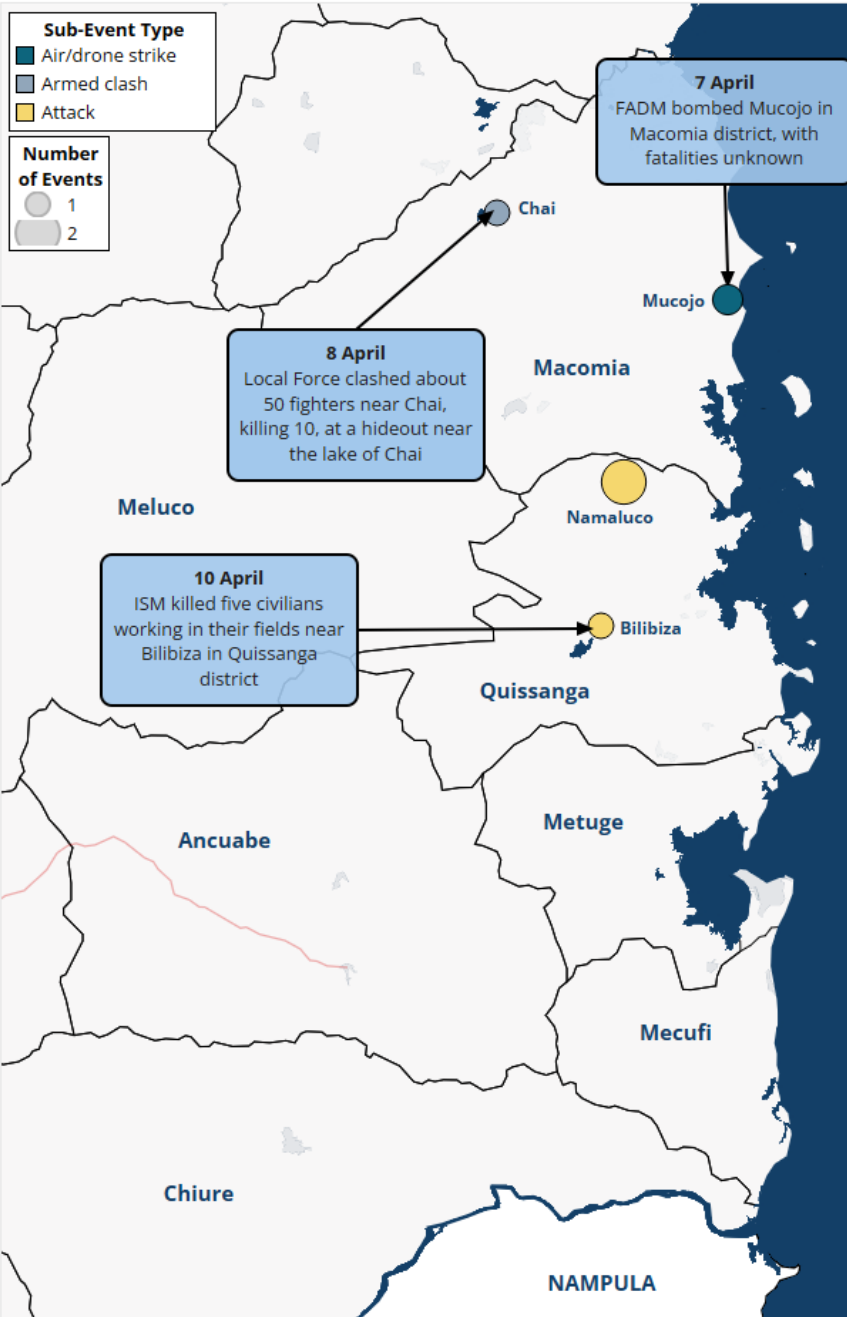 Sub-Event Type
Air/drone strike
Armed clash
Attack
Number
of Events
1
2
7 April
FADM bombed Mucojo in
Macomia district, with
fatalities unknown
Chai
Mucojo
8 April
Local Force clashed about
50 fighters near Chai,
killing 10, at a hideout near
the lake of Chai
Macomia
Meluco
Namaluco
10 April
ISM killed five civilians
working in their fields near
Bilibiza in Quissanga
district
Bilibiza
Quissanga
Metuge
Ancuabe
Mecufi
Chiure
NAMPULA